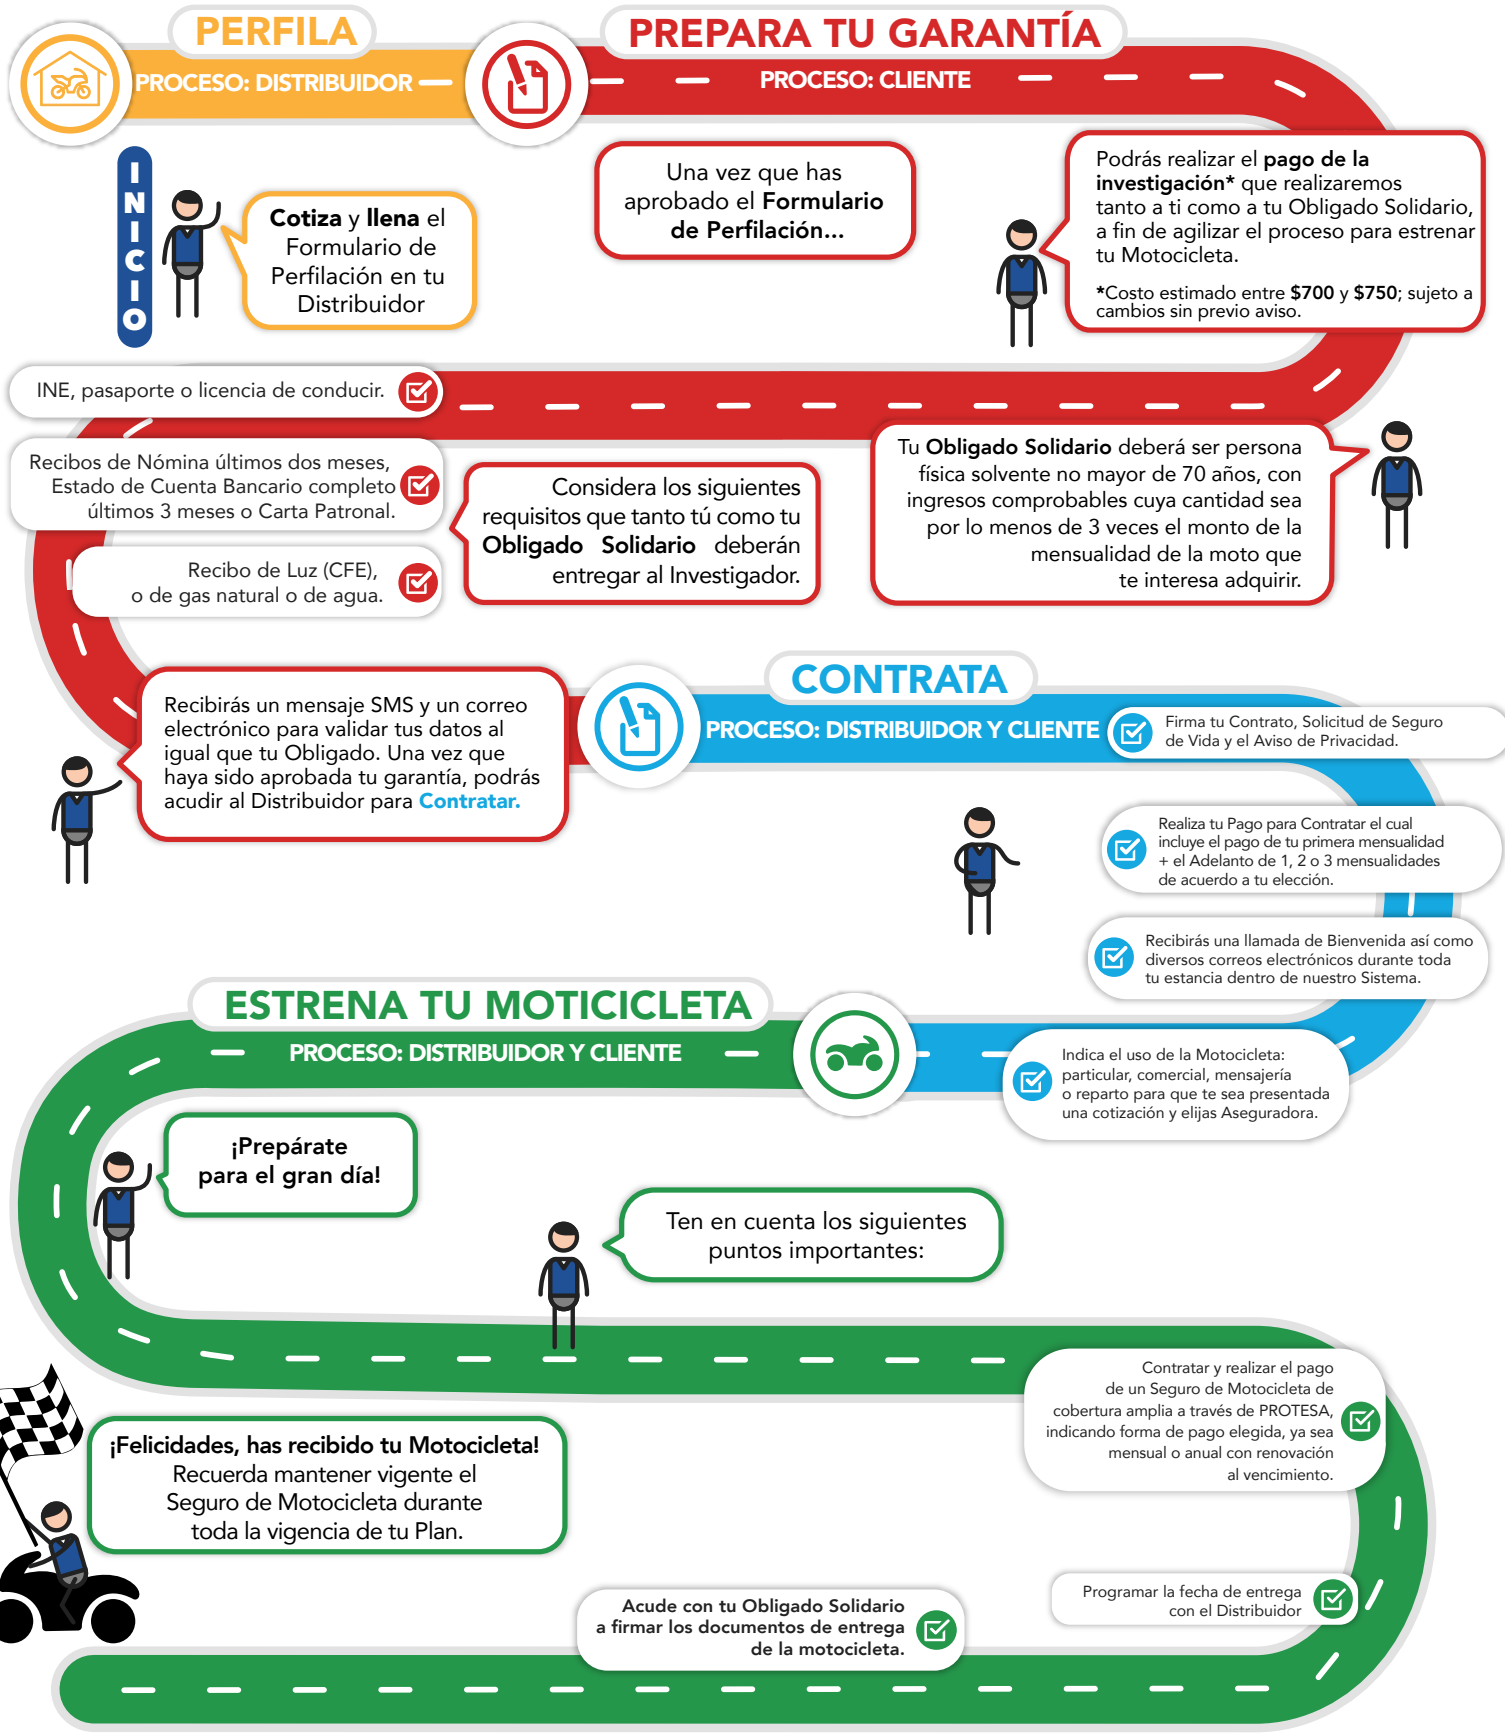 PERFILA
PROCESO: DISTRIBUIDOR
PREPARA TU GARANTÍA
PROCESO: CLIENTE
INICIO
Cotiza y llena el
Formulario de
Perfilación en tu
Distribuidor
Una vez que has
aprobado el Formulario
de Perfilación...
Podrás realizar el pago de la
investigación* que realizaremos
tanto a ti como a tu Obligado Solidario,
a fin de agilizar el proceso para estrenar
tu Motocicleta.
*Costo estimado entre $700 y $750; sujeto a
cambios sin previo aviso.
Tu Obligado Solidario deberá ser persona
física solvente no mayor de 70 años, con
ingresos comprobables cuya cantidad sea
por lo menos de 3 veces el monto de la
mensualidad de la moto que
te interesa adquirir.
Considera los siguientes
requisitos que tanto tú como tu
Obligado Solidario deberán
entregar al Investigador.
INE, pasaporte o licencia de conducir.
Recibos de Nómina últimos dos meses,
Estado de Cuenta Bancario completo
últimos 3 meses o Carta Patronal.
Recibo de Luz (CFE),
o de gas natural o de agua.
Recibirás un mensaje SMS y un correo
electrónico para validar tus datos al
igual que tu Obligado. Una vez que
haya sido aprobada tu garantía, podrás
acudir al Distribuidor para Contratar.
CONTRATA
PROCESO: DISTRIBUIDOR Y CLIENTE
Firma tu Contrato, Solicitud de Seguro
de Vida y el Aviso de Privacidad.
Realiza tu Pago para Contratar el cual
incluye el pago de tu primera mensualidad
+ el Adelanto de 1, 2 o 3 mensualidades
de acuerdo a tu elección.
Recibirás una llamada de Bienvenida así como
diversos correos electrónicos durante toda
tu estancia dentro de nuestro Sistema.
Indica el uso de la Motocicleta:
particular, comercial, mensajería
o reparto para que te sea presentada
una cotización y elijas Aseguradora.
ESTRENA TU MOTICICLETA
PROCESO: DISTRIBUIDOR Y CLIENTE
¡Prepárate
para el gran día!
Ten en cuenta los siguientes
puntos importantes:
Contratar y realizar el pago
de un Seguro de Motocicleta de
cobertura amplia a través de PROTESA,
indicando forma de pago elegida, ya sea
mensual o anual con renovación
al vencimiento.
Programar la fecha de entrega
con el Distribuidor
Acude con tu Obligado Solidario
a firmar los documentos de entrega
de la motocicleta.
¡Felicidades, has recibido tu Motocicleta!
Recuerda mantener vigente el
Seguro de Motocicleta durante
toda la vigencia de tu Plan.